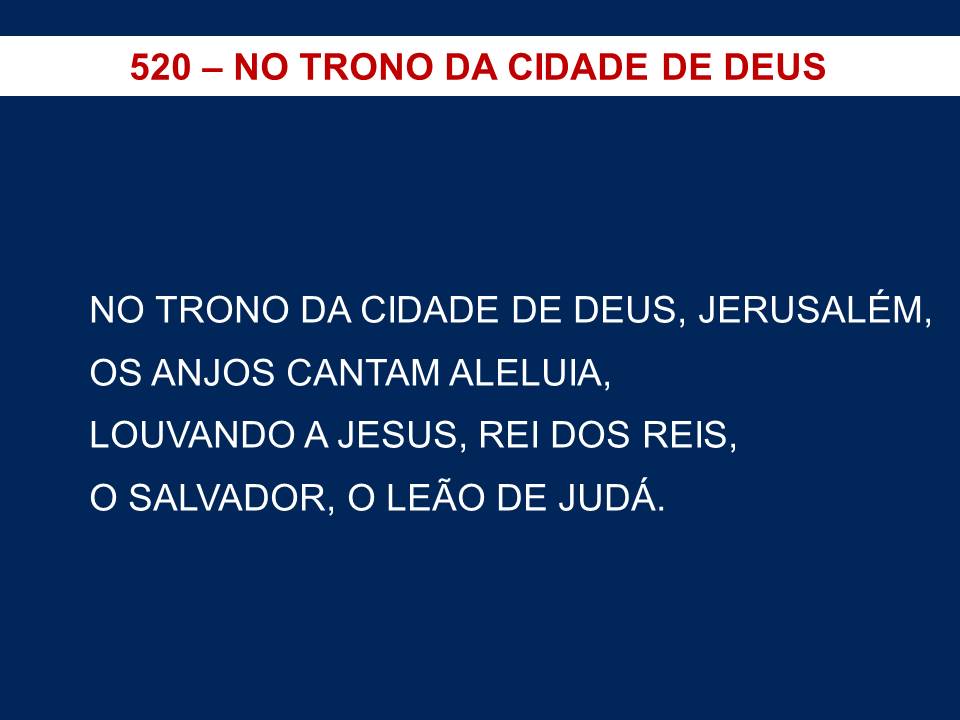 520 – NO TRONO DA CIDADE DE DEUS
NO TRONO DA CIDADE DE DEUS, JERUSALÉM,
OS ANJOS CANTAM ALELUIA,
LOUVANDO A JESUS, REI DOS REIS,
O SALVADOR, O LEÃO DE JUDÁ.